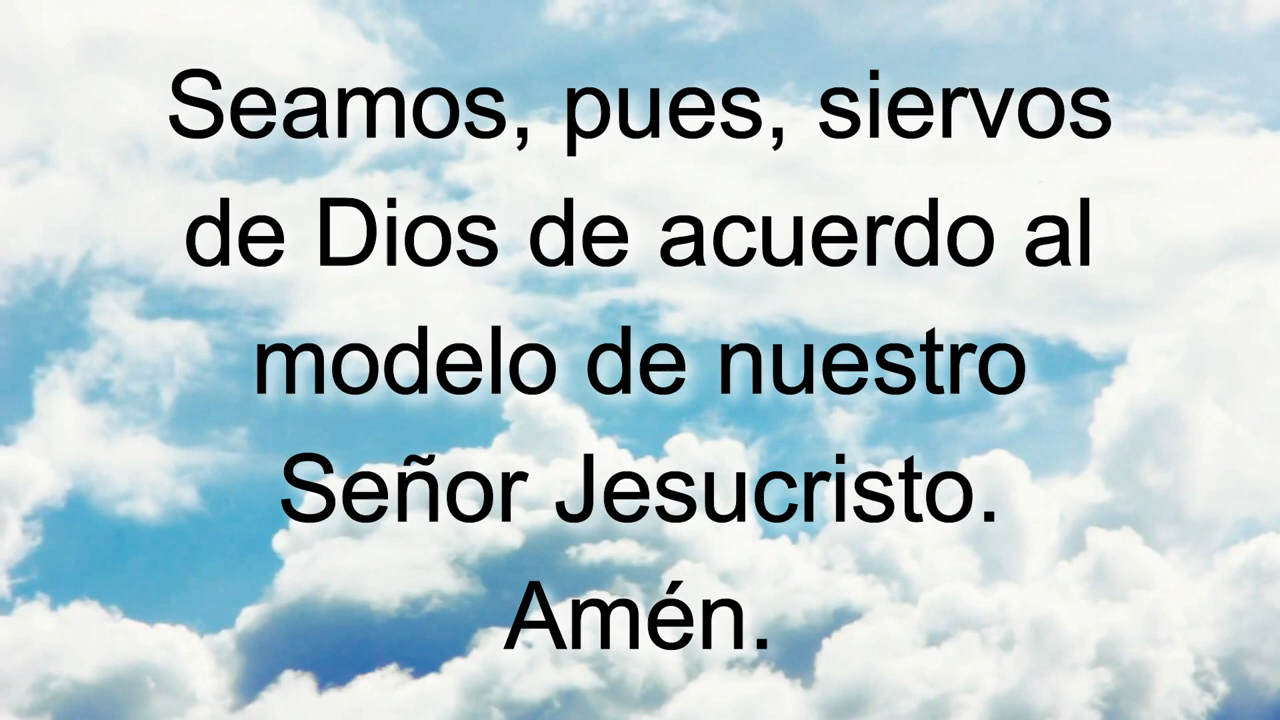 Seamos, pues, siervos
de Dios de acuerdo al
modelo de nuestro
Señor Jesucristo.
Amén.